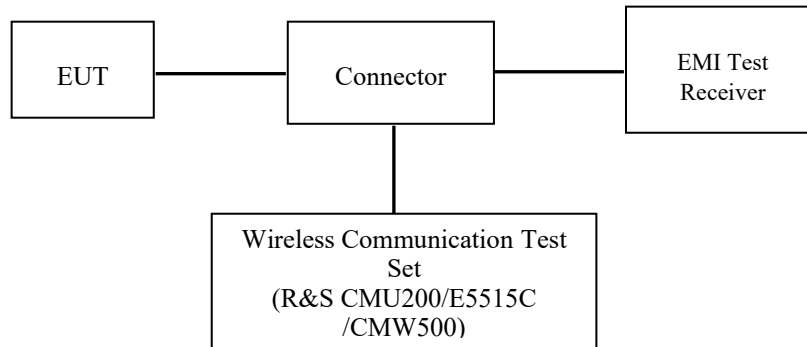 EUT
Connector
EMI Test
Receiver
Wireless Communication Test
Set
(R&S CMU200/E5515C
/CMW500)